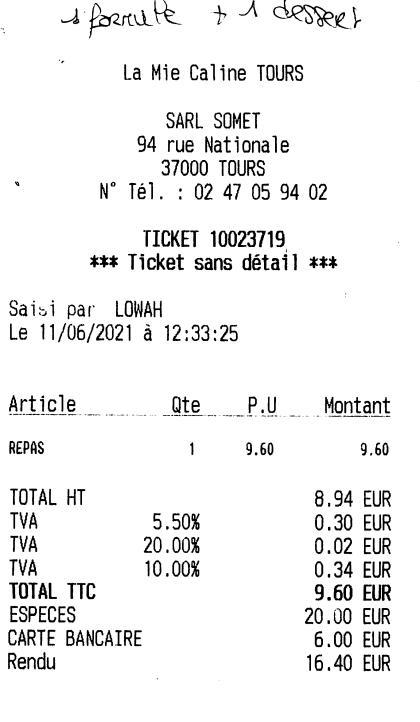 1 formule + 1 dessert
La Mie Caline TOURS
SARL SOMET
94 rue Nationale
37000 TOURS
N° Tél. : 02 47 05 94 02
TICKET 10023719
*** Ticket sans détail ***
Saisi par LOWAH
Le 11/06/2021 à 12:33:25
Article Qte P.U Montant
REPAS 1 9.60 9.60
TOTAL HT 8.94 EUR
TVA 5.50% 0.30 EUR
TVA 20.00% 0.02 EUR
TVA 10.00% 0.34 EUR
TOTAL TTC 9.60 EUR
ESPECES 20.00 EUR
CARTE BANCAIRE 6.00 EUR
Rendu 16.40 EUR